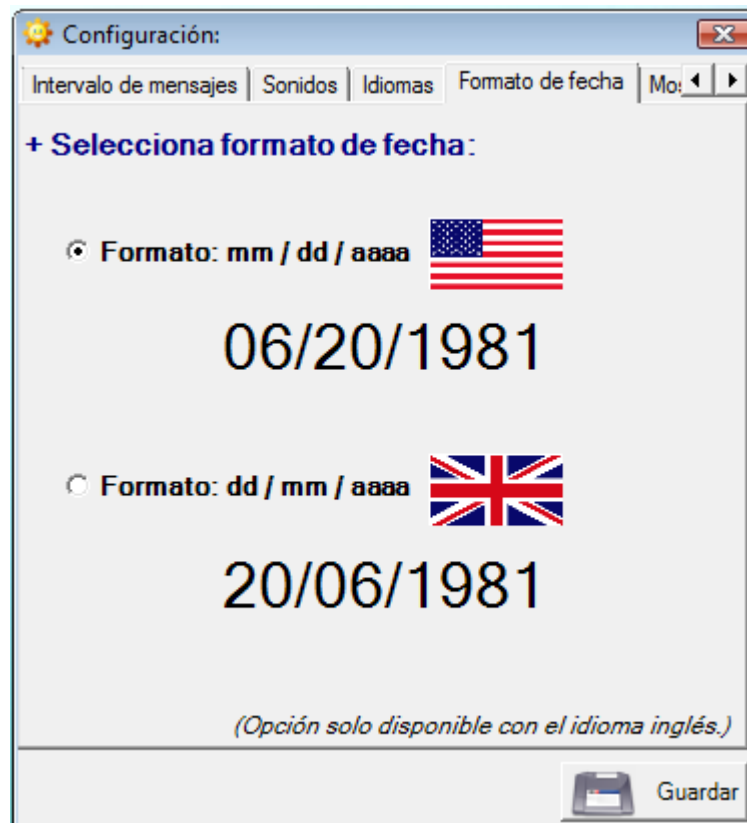 Configuración:
Intervalo de mensajes Sonidos Idiomas Formato de fecha Mos
+ Selecciona formato de fecha:
Formato: mm / dd / aaaa
06/20/1981
Formato: dd / mm / aaaa
20/06/1981
(Opción solo disponible con el idioma inglés.)
Guardar